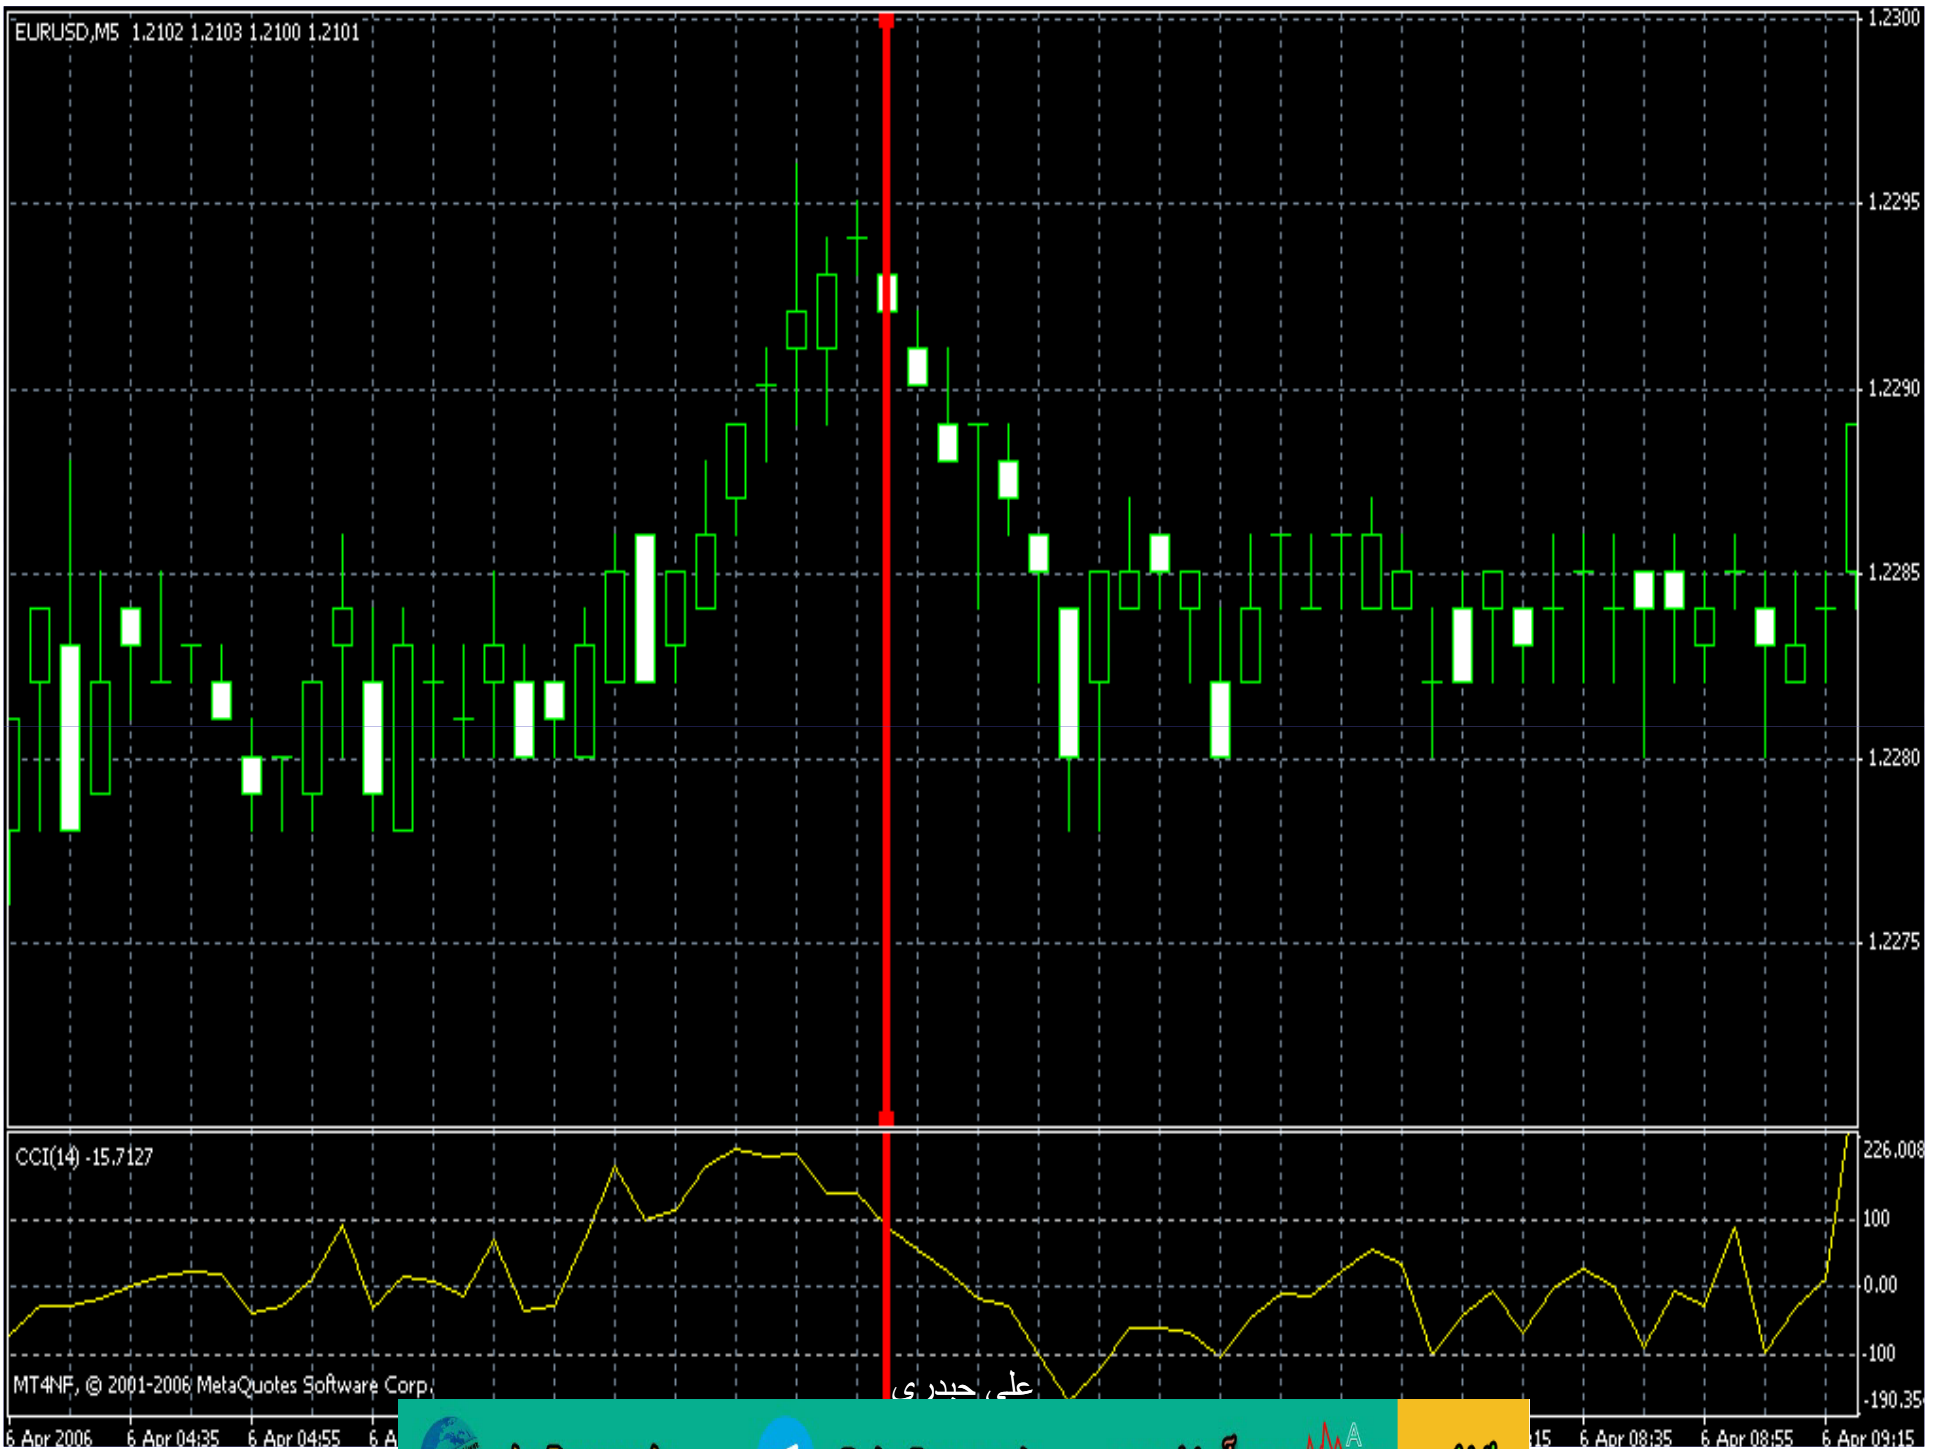 EURUSD,M5 1.2102 1.2103 1.2100 1.2101
1.2300
1.2295
1.2290
1.2285
1.2280
1.2275
CCI(14) -15.7127
226.008
100
0.00
-100
-190.354
MT4NF, © 2001-2006 MetaQuotes Software Corp.
علی حیدری
6 Apr 2006 6 Apr 04:35 6 Apr 04:55 6 A :15 6 Apr 08:35 6 Apr 08:55 6 Apr 09:15